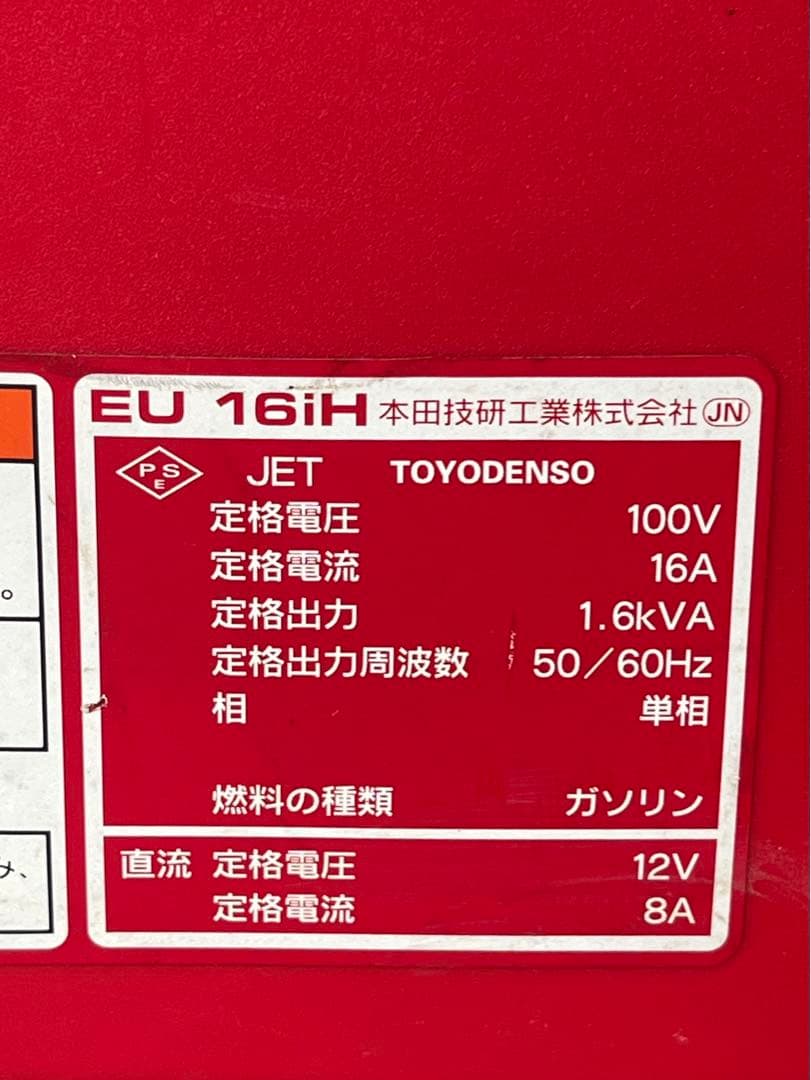 EU 16iH 本田技研工業株式会社 JN
PSE JET TOYODENSO
定格電圧 100V
定格電流 16A
定格出力 1.6kVA
定格出力周波数 50/60Hz
相 単相
燃料の種類 ガソリン
直流 定格電圧 12V
定格電流 8A
。
み、